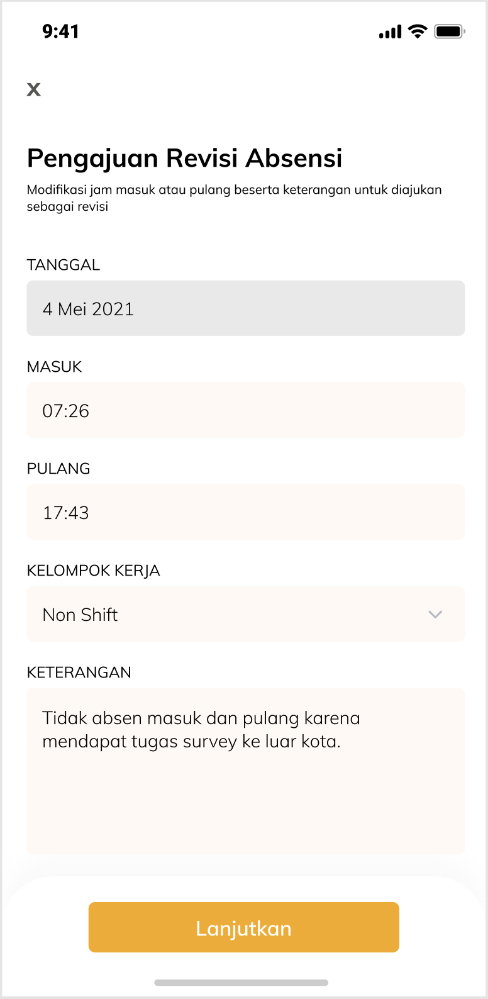 9:41
x
Pengajuan Revisi Absensi
Modifikasi jam masuk atau pulang beserta keterangan untuk diajukan
sebagai revisi
TANGGAL
4 Mei 2021
MASUK
07:26
PULANG
17:43
KELOMPOK KERJA
Non Shift
KETERANGAN
Tidak absen masuk dan pulang karena
mendapat tugas survey ke luar kota.
Lanjutkan